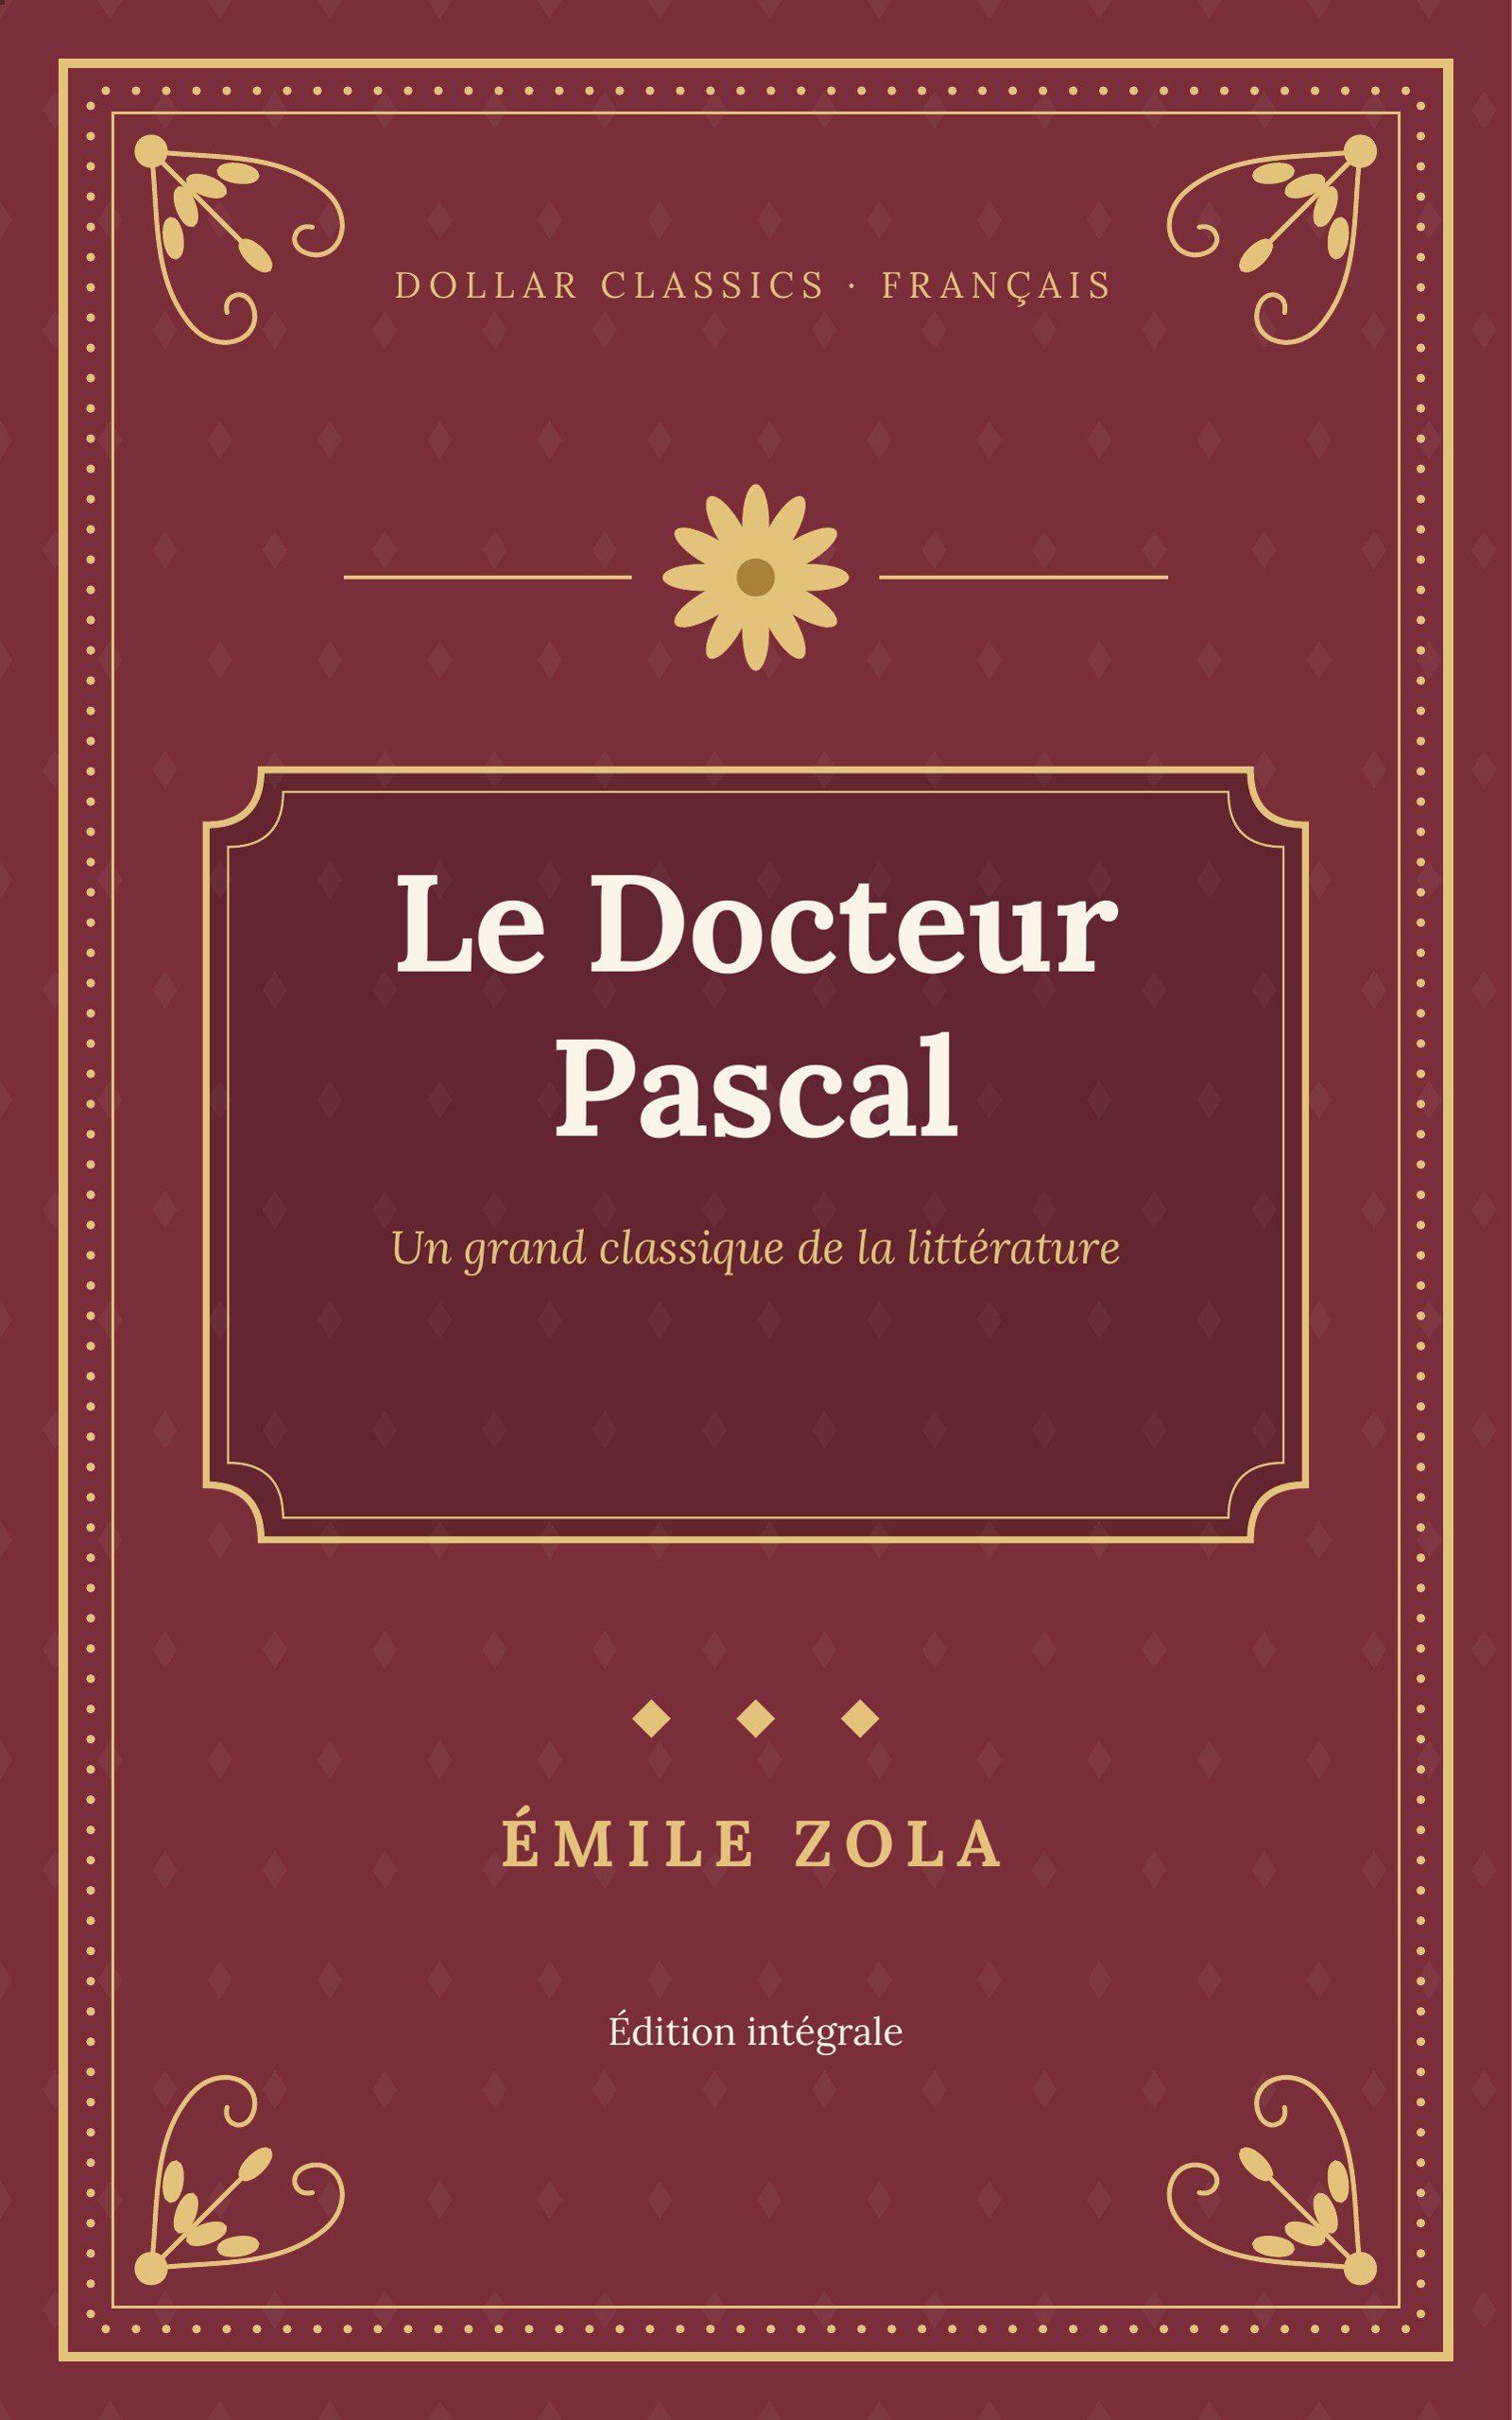 DOLLAR CLASSICS · FRANÇAIS
Le Docteur
Pascal
Un grand classique de la littérature
ÉMILE ZOLA
Édition intégrale